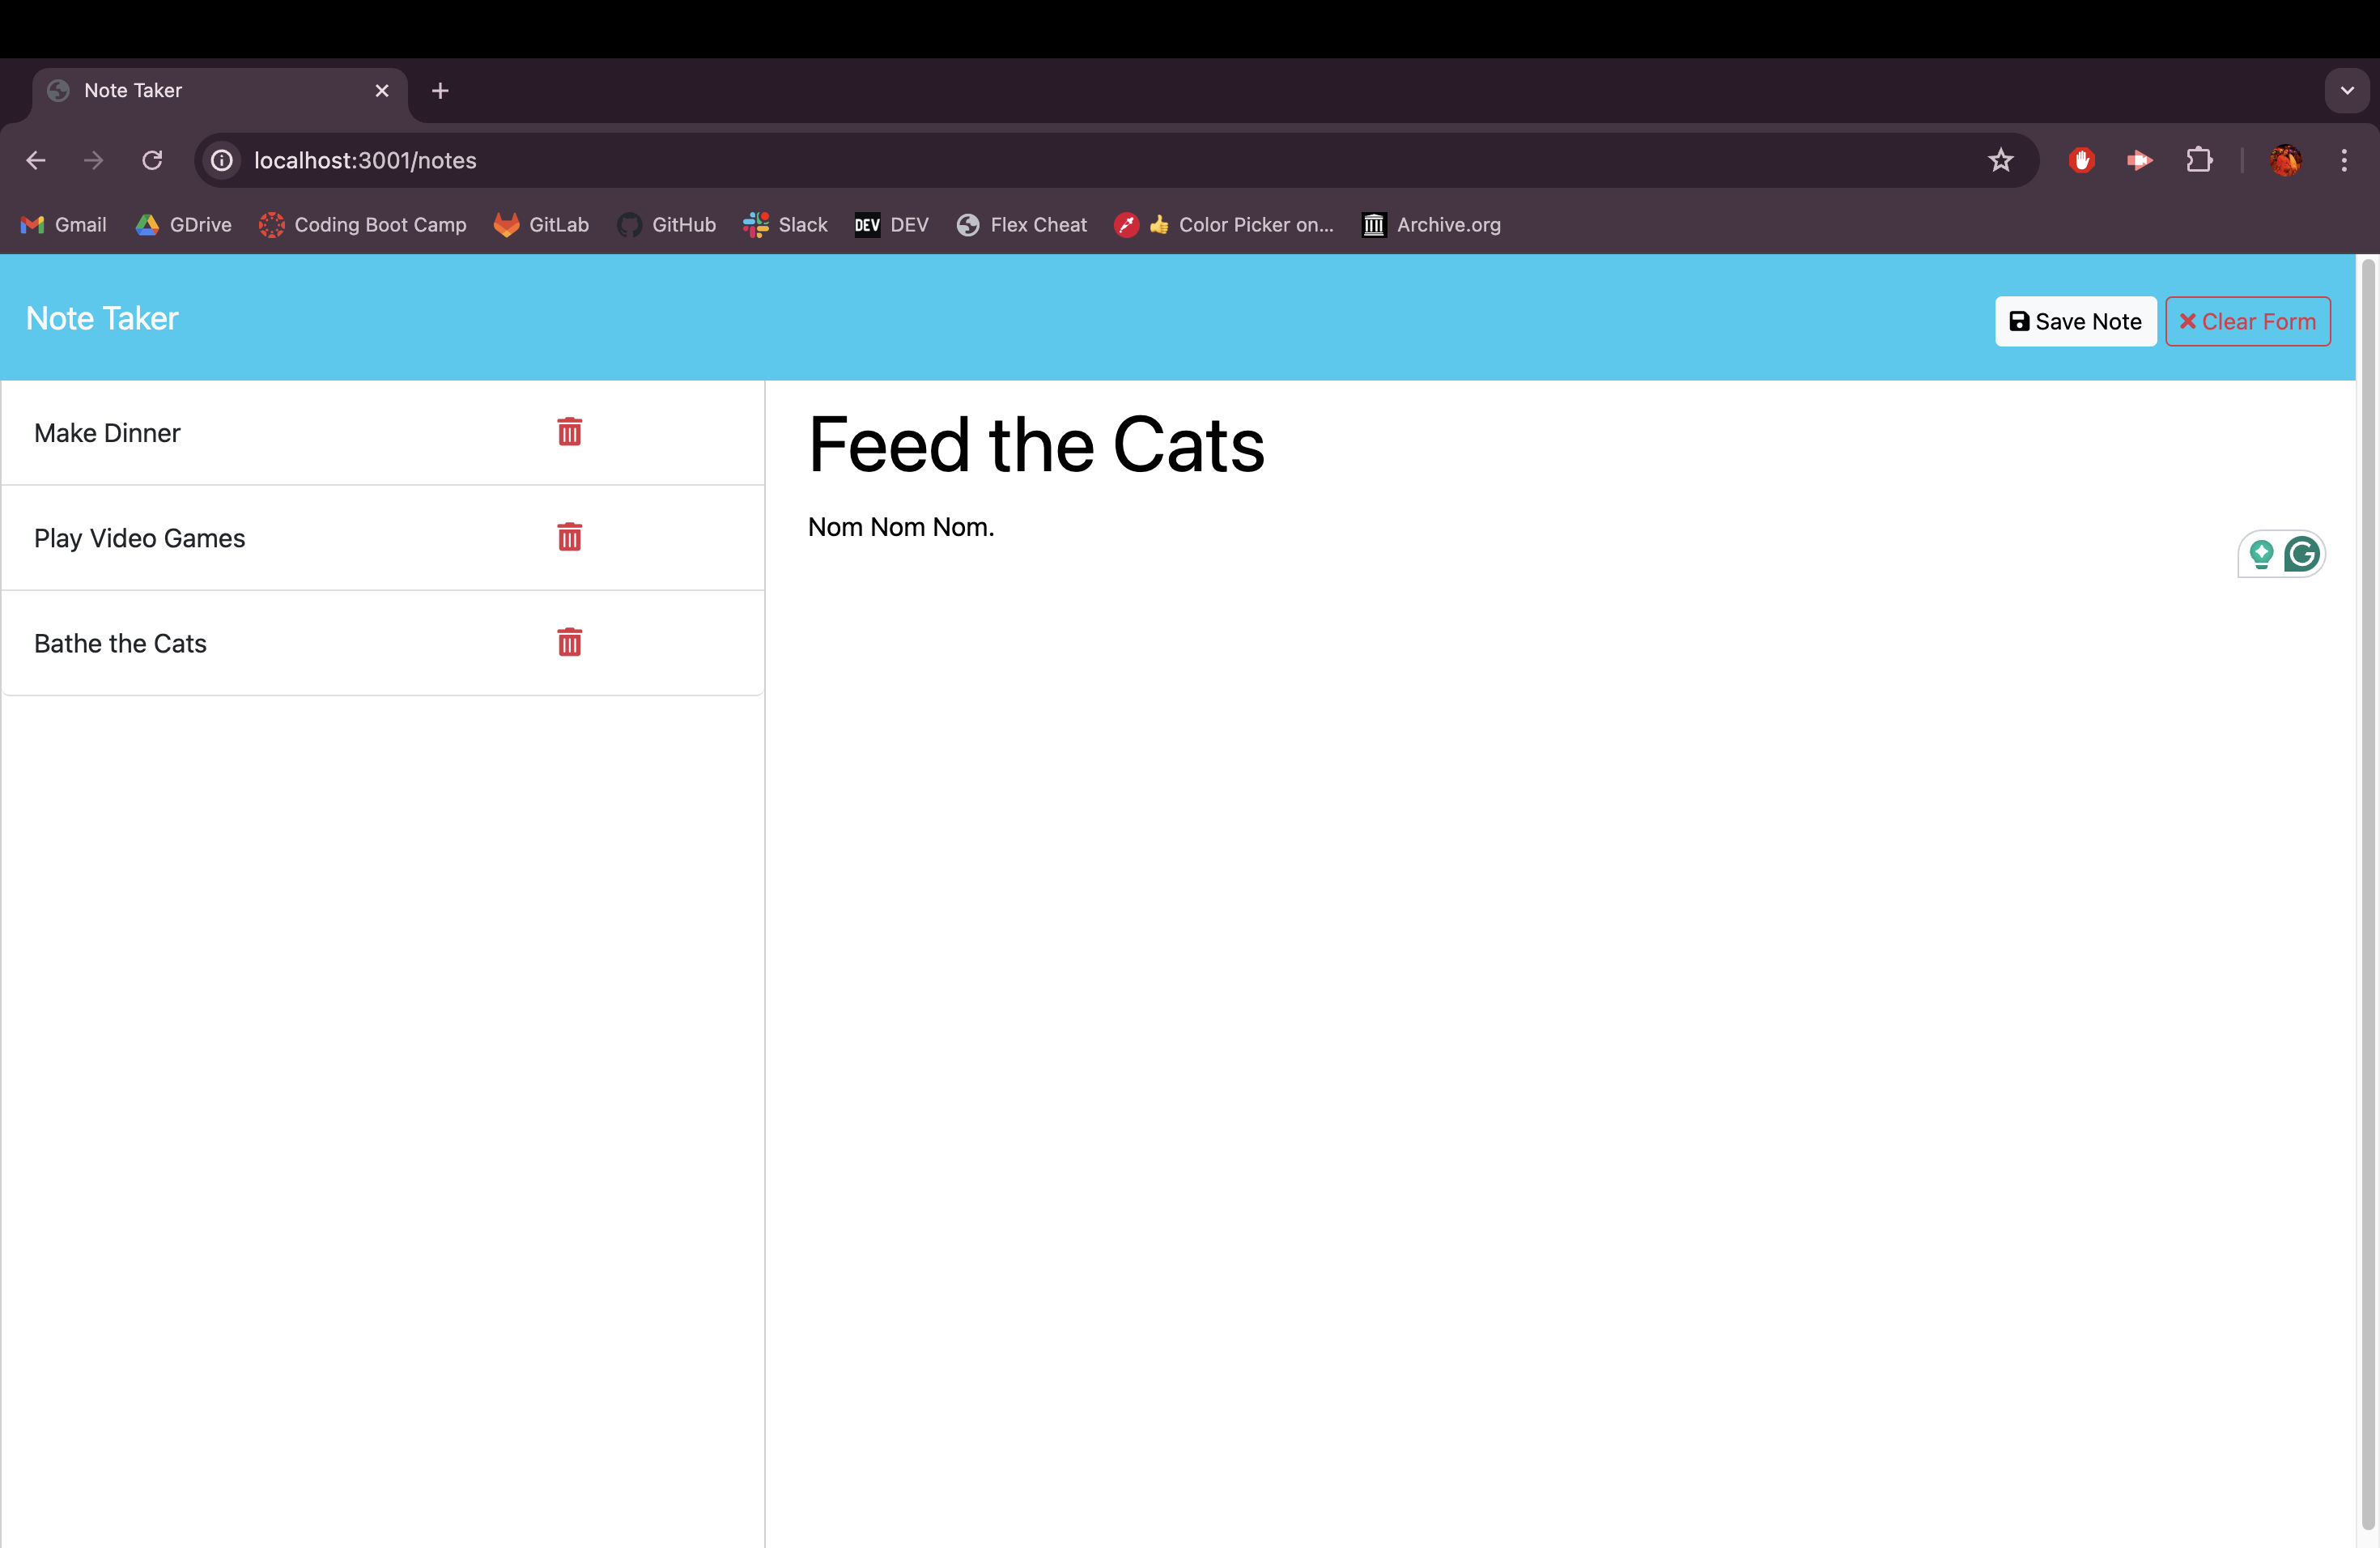 Note Taker
localhost:3001/notes
Gmail GDrive Coding Boot Camp GitLab GitHub Slack DEV DEV Flex Cheat 👍 Color Picker on... Archive.org
Note Taker Save Note Clear Form
Make Dinner
Play Video Games
Bathe the Cats
Feed the Cats
Nom Nom Nom.